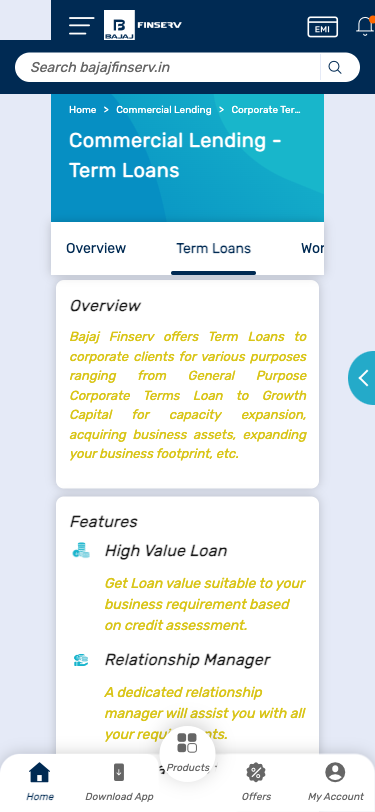 BAJAJ
FINSERV
EMI
Search bajajfinserv.in
Home > Commercial Lending > Corporate Ter...
Commercial Lending -
Term Loans
Overview
Term Loans
Wor
Overview
Bajaj Finserv offers Term Loans to
corporate clients for various purposes
ranging from General Purpose
Corporate Terms Loan to Growth
Capital for capacity expansion,
acquiring business assets, expanding
your business footprint, etc.
Features
High Value Loan
Get Loan value suitable to your
business requirement based
on credit assessment.
Relationship Manager
A dedicated relationship
manager will assist you with all
your
Home
Download App
Products
Offers
My Account